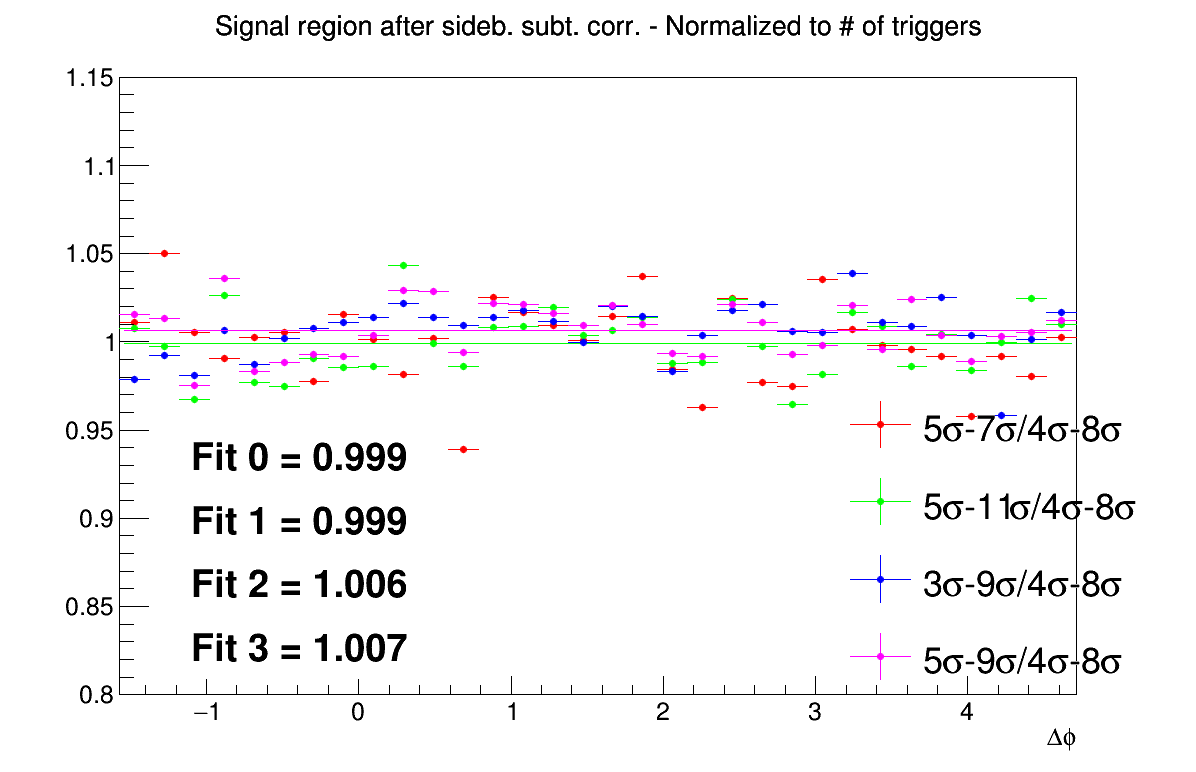 Signal region after sideb. subt. corr. - Normalized to # of triggers
1.15
1.1
1.05
1
0.95
0.9
0.85
0.8
Fit 0 = 0.999
Fit 1 = 0.999
Fit 2 = 1.006
Fit 3 = 1.007
5σ-7σ/4σ-8σ
5σ-11σ/4σ-8σ
3σ-9σ/4σ-8σ
5σ-9σ/4σ-8σ
−1 0 1 2 3 4
Δϕ